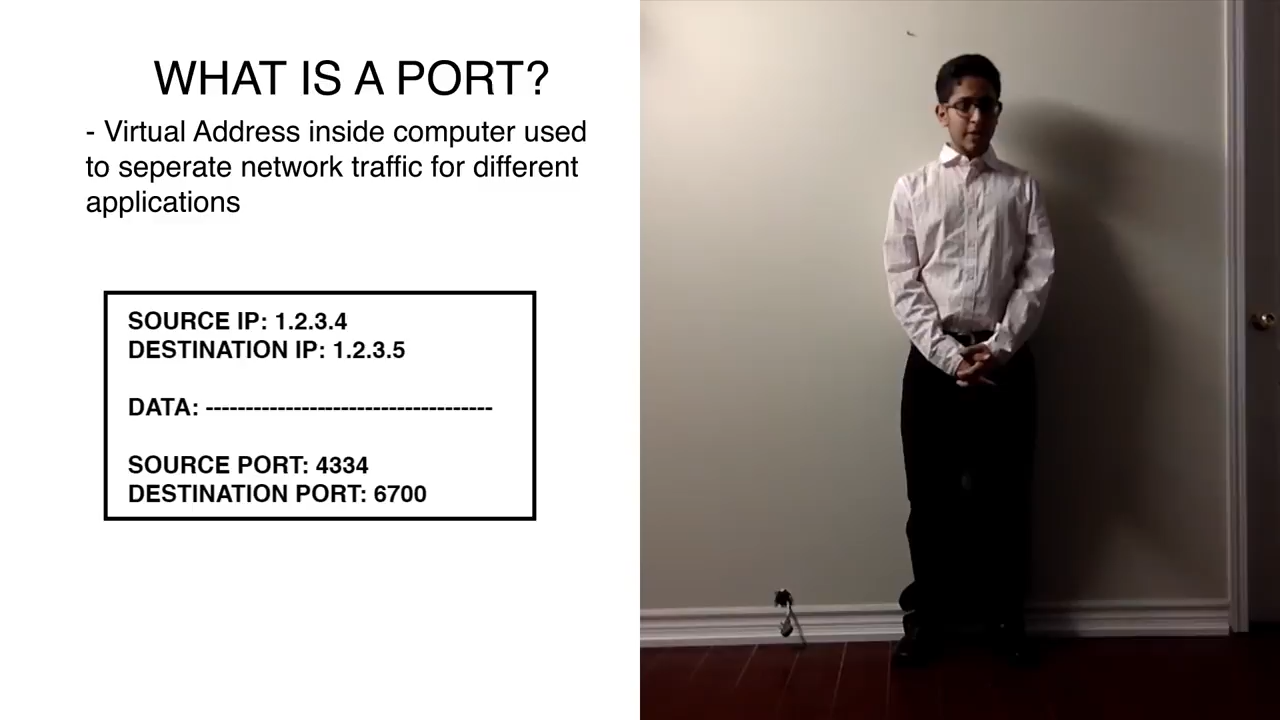 WHAT IS A PORT?
- Virtual Address inside computer used
to seperate network traffic for different
applications
SOURCE IP: 1.2.3.4
DESTINATION IP: 1.2.3.5
DATA: ------------------------------------
SOURCE PORT: 4334
DESTINATION PORT: 6700